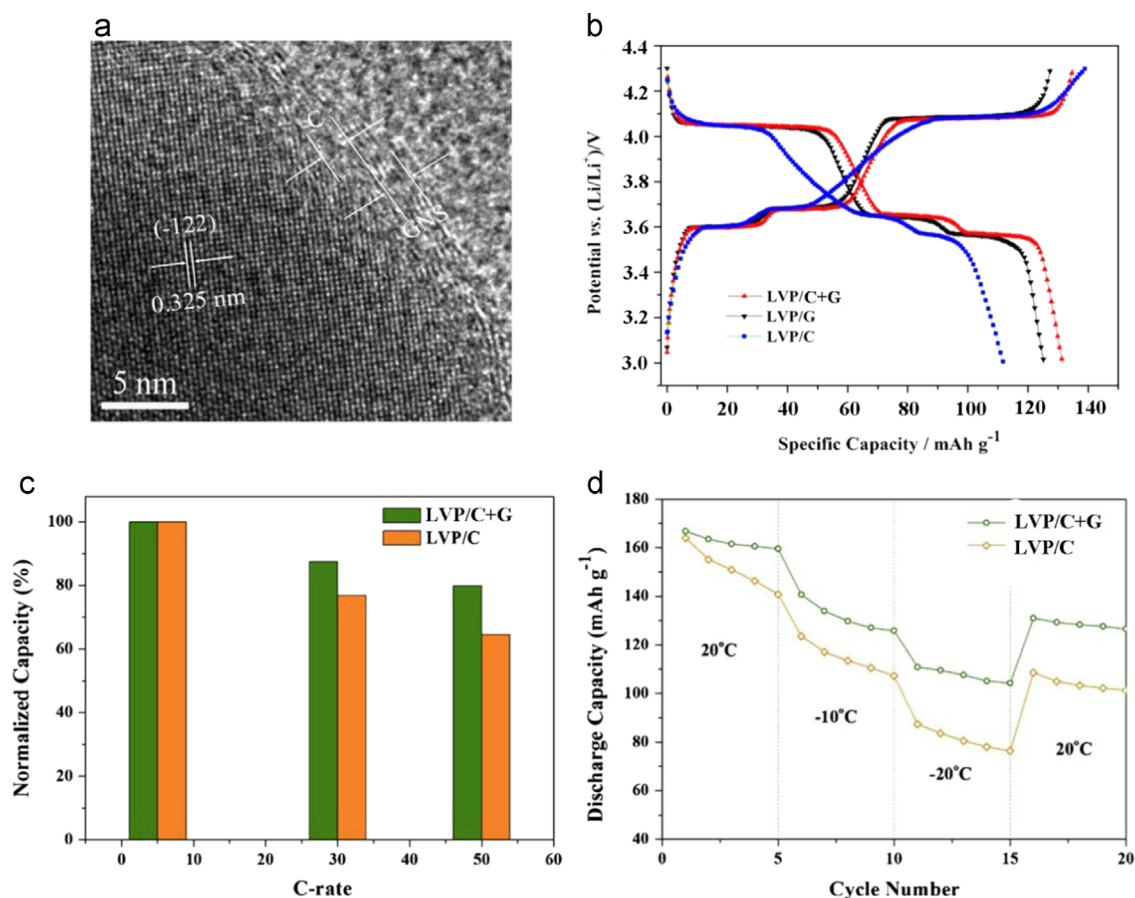 a
C
GNS
(-122)
0.325 nm
5 nm
b
4.4
4.2
4.0
3.8
3.6
3.4
3.2
3.0
Potential vs. (Li/Li⁺)/V
LVP/C+G
LVP/G
LVP/C
0 20 40 60 80 100 120 140
Specific Capacity / mAh g⁻¹
c
100
80
60
40
20
0
Normalized Capacity (%)
LVP/C+G
LVP/C
0 10 20 30 40 50 60
C-rate
d
180
160
140
120
100
80
60
40
Discharge Capacity (mAh g⁻¹)
LVP/C+G
LVP/C
20°C
-10°C
-20°C
20°C
0 5 10 15 20
Cycle Number